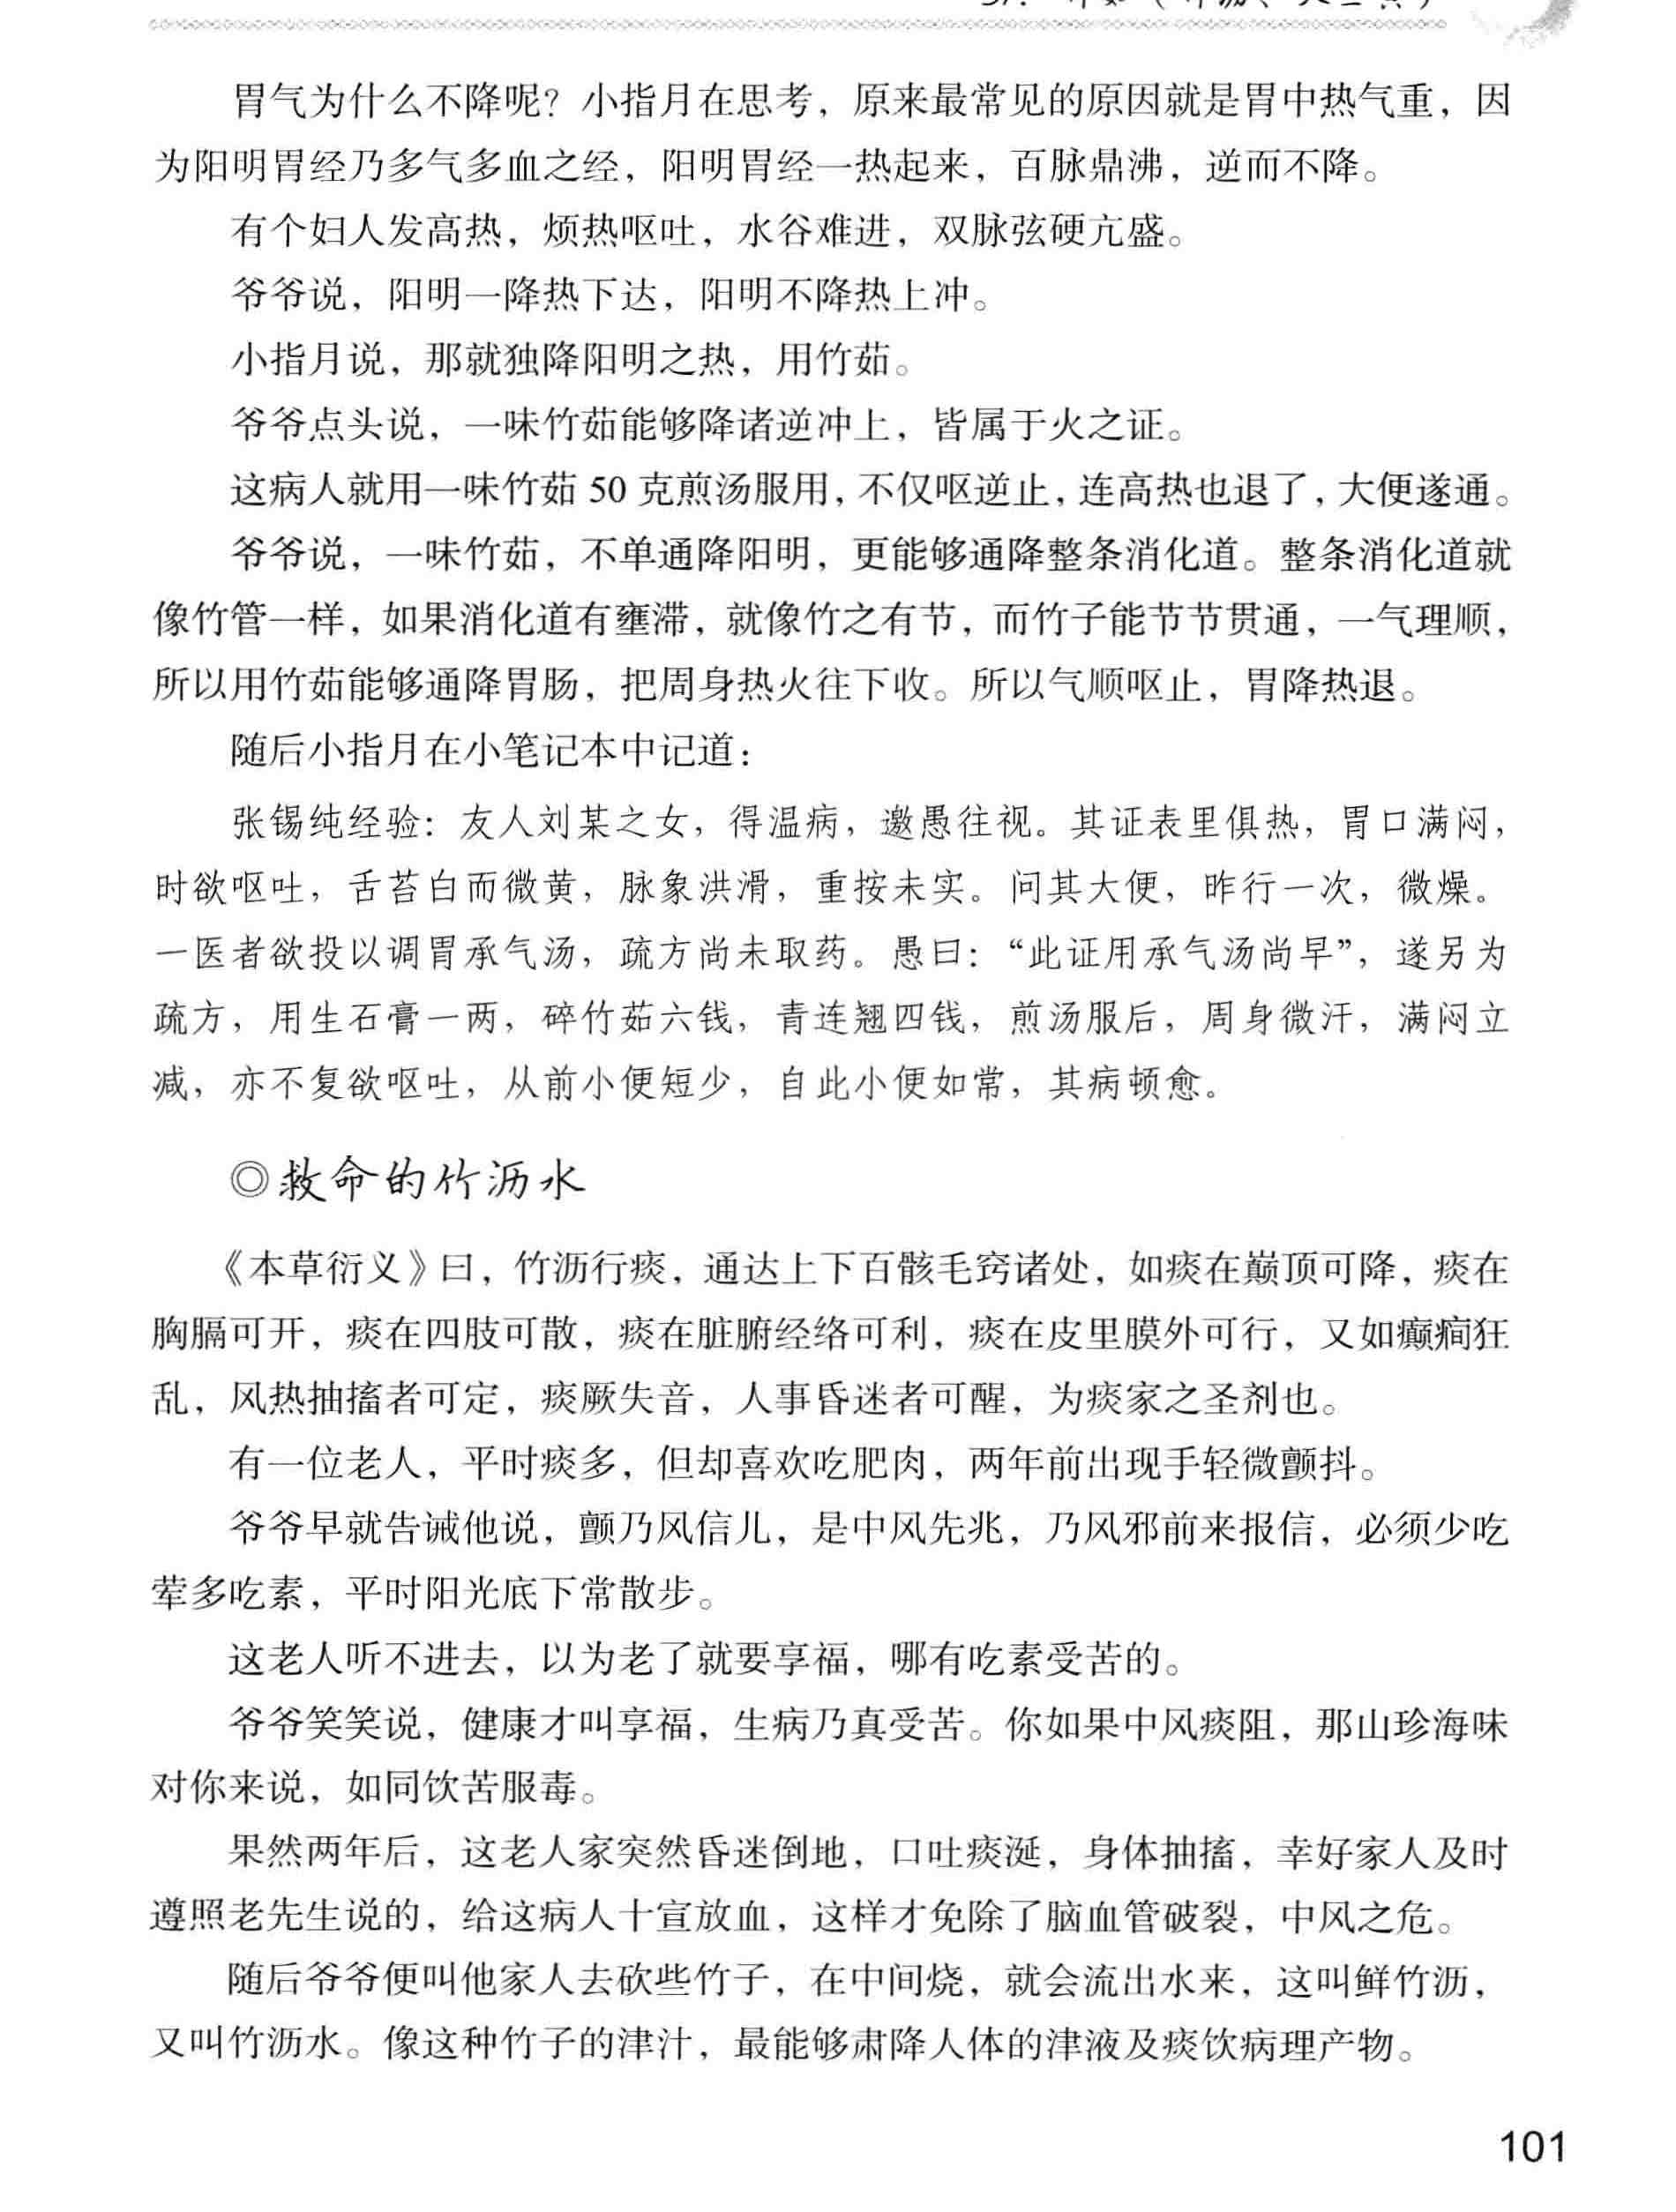 胃气为什么不降呢？小指月在思考，原来最常见的原因就是胃中热气重，因
为阳明胃经乃多气多血之经，阳明胃经一热起来，百脉鼎沸，逆而不降。
有个妇人发高热，烦热呕吐，水谷难进，双脉弦硬亢盛。
爷爷说，阳明一降热下达，阳明不降热上冲。
小指月说，那就独降阳明之热，用竹茹。
爷爷点头说，一味竹茹能够降诸逆冲上，皆属于火之证。
这病人就用一味竹茹 50 克煎汤服用，不仅呕逆止，连高热也退了，大便遂通。
爷爷说，一味竹茹，不单通降阳明，更能够通降整条消化道。整条消化道就
像竹管一样，如果消化道有壅滞，就像竹之有节，而竹子能节节贯通，一气理顺，
所以用竹茹能够通降胃肠，把周身热火往下收。所以气顺呕止，胃降热退。
随后小指月在小笔记本中记道：
张锡纯经验：友人刘某之女，得温病，邀愚往视。其证表里俱热，胃口满闷，
时欲呕吐，舌苔白而微黄，脉象洪滑，重按未实。问其大便，昨行一次，微燥。
一医者欲投以调胃承气汤，疏方尚未取药。愚曰：“此证用承气汤尚早”，遂另为
疏方，用生石膏一两，碎竹茹六钱，青连翘四钱，煎汤服后，周身微汗，满闷立
减，亦不复欲呕吐，从前小便短少，自此小便如常，其病顿愈。
◎救命的竹沥水
《本草衍义》曰，竹沥行痰，通达上下百骸毛窍诸处，如痰在巅顶可降，痰在
胸膈可开，痰在四肢可散，痰在脏腑经络可利，痰在皮里膜外可行，又如癫痫狂
乱，风热抽搐者可定，痰厥失音，人事昏迷者可醒，为痰家之圣剂也。
有一位老人，平时痰多，但却喜欢吃肥肉，两年前出现手轻微颤抖。
爷爷早就告诫他说，颤乃风信儿，是中风先兆，乃风邪前来报信，必须少吃
荤多吃素，平时阳光底下常散步。
这老人听不进去，以为老了就要享福，哪有吃素受苦的。
爷爷笑笑说，健康才叫享福，生病乃真受苦。你如果中风痰阻，那山珍海味
对你来说，如同饮苦服毒。
果然两年后，这老人家突然昏迷倒地，口吐痰涎，身体抽搐，幸好家人及时
遵照老先生说的，给这病人十宣放血，这样才免除了脑血管破裂，中风之危。
随后爷爷便叫他家人去砍些竹子，在中间烧，就会流出水来，这叫鲜竹沥，
又叫竹沥水。像这种竹子的津汁，最能够肃降人体的津液及痰饮病理产物。
101